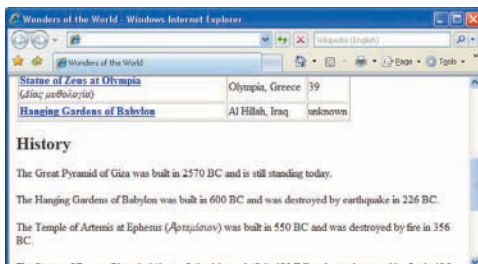 Wonders of the World - Windows Internet Explorer
Wikipedia (English)
Wonders of the World
Page
Tools
Statue of Zeus at Olympia
(Δίας μυθολογία)
Olympia, Greece
39
Hanging Gardens of Babylon
Al Hillah, Iraq
unknown
History
The Great Pyramid of Giza was built in 2570 BC and is still standing today.
The Hanging Gardens of Babylon was built in 600 BC and was destroyed by earthquake in 226 BC.
The Temple of Artemis at Epherus (Αρτεμίσιον) was built in 550 BC and was destroyed by fire in 356
BC.